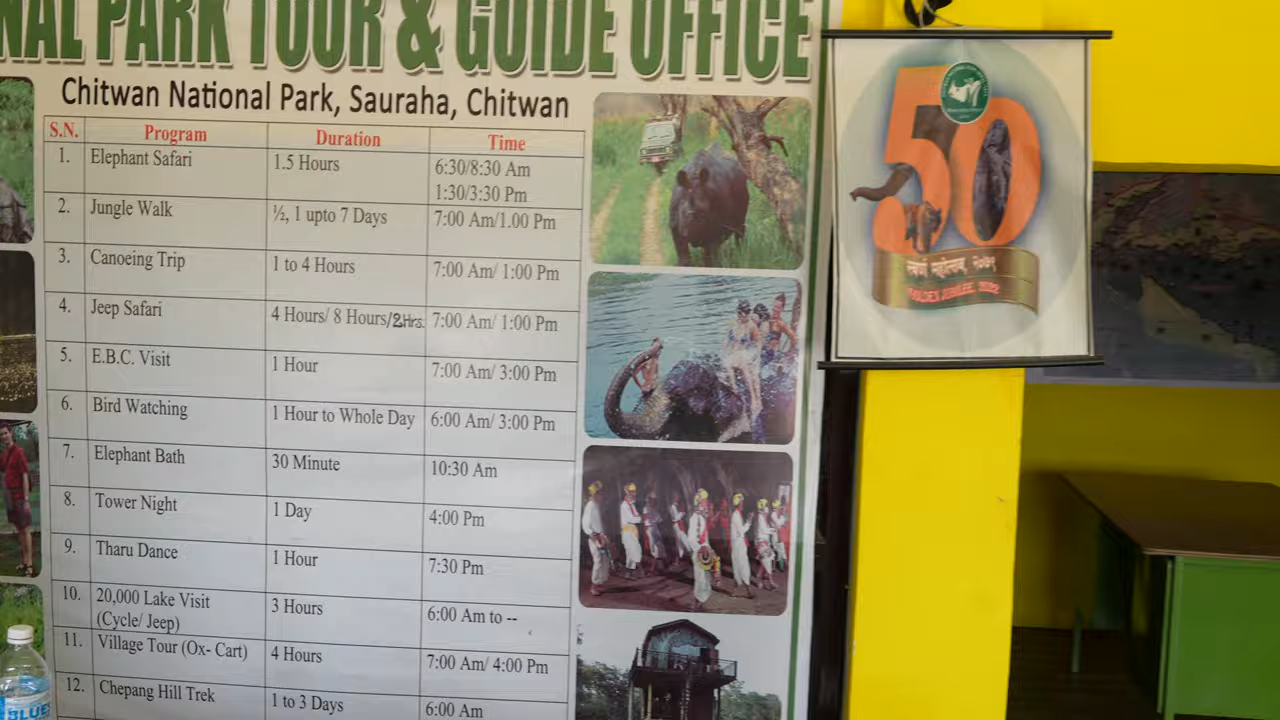 NAL PARK TOUR & GUIDE OFFICE
Chitwan National Park, Sauraha, Chitwan
S.N. Program Duration Time
1. Elephant Safari 1.5 Hours 6:30/8:30 Am
1:30/3:30 Pm
2. Jungle Walk ½, 1 upto 7 Days 7:00 Am/1.00 Pm
3. Canoeing Trip 1 to 4 Hours 7:00 Am/ 1:00 Pm
4. Jeep Safari 4 Hours/ 8 Hours/2Hrs. 7:00 Am/ 1:00 Pm
5. E.B.C. Visit 1 Hour 7:00 Am/ 3:00 Pm
6. Bird Watching 1 Hour to Whole Day 6:00 Am/ 3:00 Pm
7. Elephant Bath 30 Minute 10:30 Am
8. Tower Night 1 Day 4:00 Pm
9. Tharu Dance 1 Hour 7:30 Pm
10. 20,000 Lake Visit 3 Hours 6:00 Am to --
(Cycle/ Jeep)
11. Village Tour (Ox- Cart) 4 Hours 7:00 Am/ 4:00 Pm
12. Chepang Hill Trek 1 to 3 Days 6:00 Am
50
स्वर्ण महोत्सव २०७९
GOLDEN JUBILEE 2022
BLUE